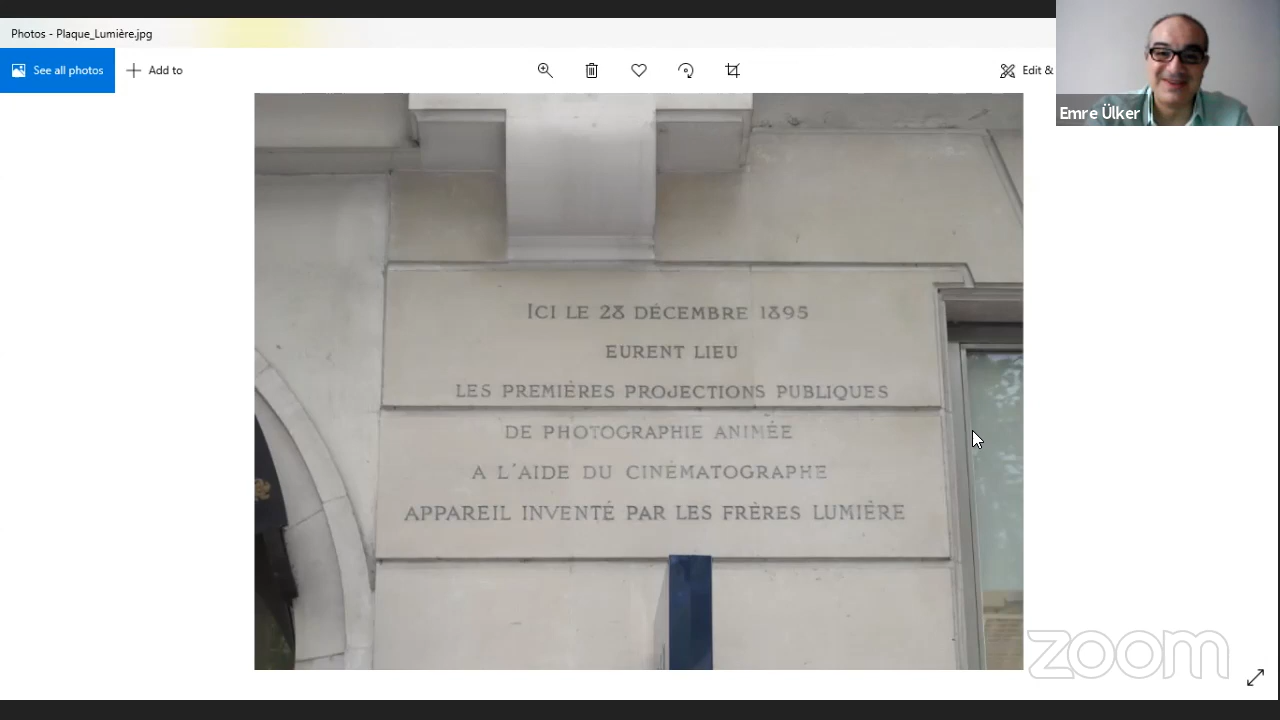 Photos - Plaque_Lumière.jpg
See all photos
Add to
Edit &
Emre Ülker
ICI LE 28 DÉCEMBRE 1895
EURENT LIEU
LES PREMIÈRES PROJECTIONS PUBLIQUES
DE PHOTOGRAPHIE ANIMÉE
A L'AIDE DU CINÉMATOGRAPHE
APPAREIL INVENTÉ PAR LES FRÈRES LUMIÈRE
zoom